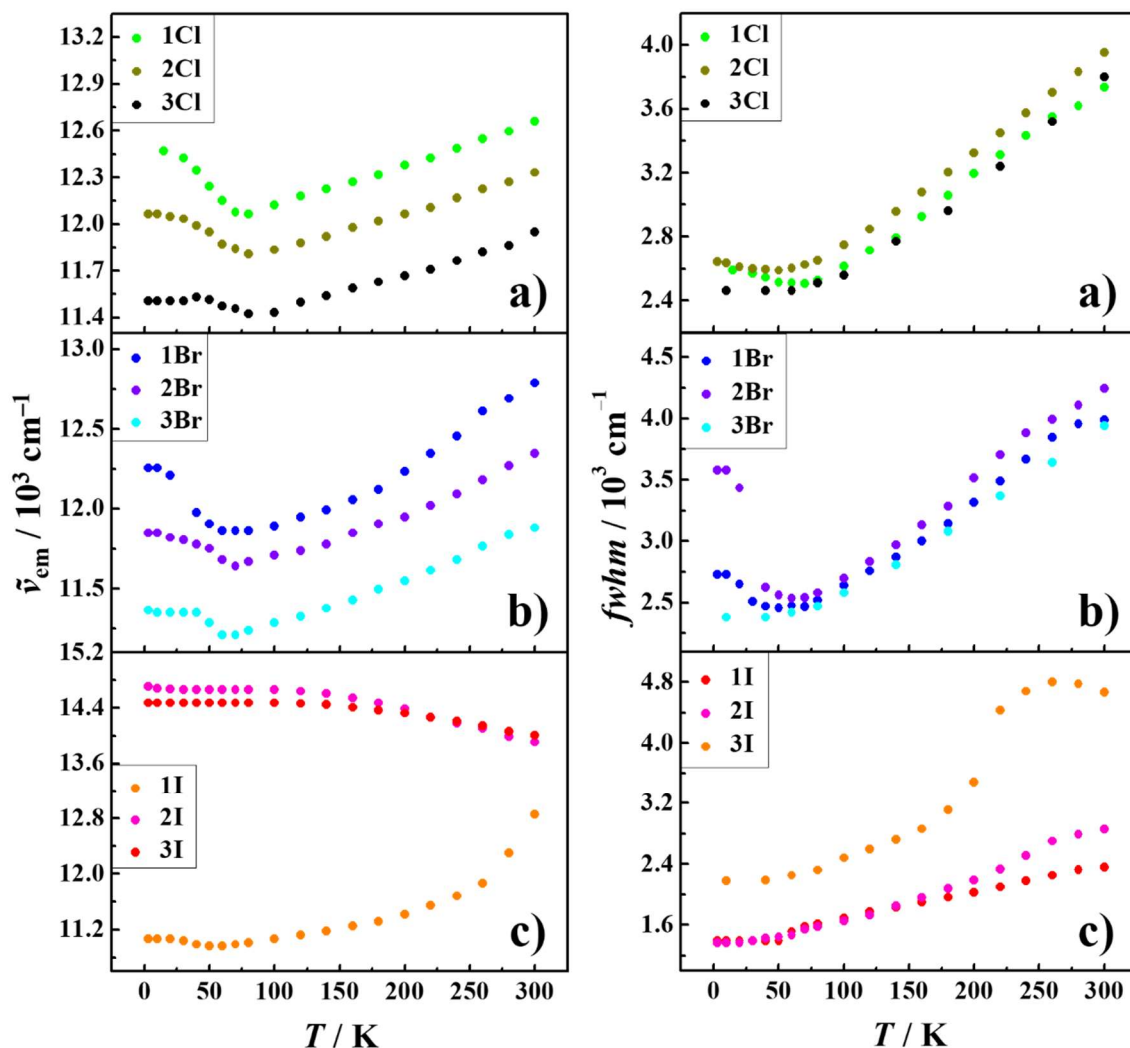 13.2
12.9
12.6
12.3
12.0
11.7
11.4
1Cl
2Cl
3Cl
a)
13.0
12.5
12.0
11.5
1Br
2Br
3Br
b)
15.2
14.4
13.6
12.8
12.0
11.2
1I
2I
3I
c)
ṽem / 10³ cm⁻¹
0 50 100 150 200 250 300
T / K
4.0
3.6
3.2
2.8
2.4
1Cl
2Cl
3Cl
a)
4.5
4.0
3.5
3.0
2.5
1Br
2Br
3Br
b)
4.8
4.0
3.2
2.4
1.6
1I
2I
3I
c)
fwhm / 10³ cm⁻¹
0 50 100 150 200 250 300
T / K